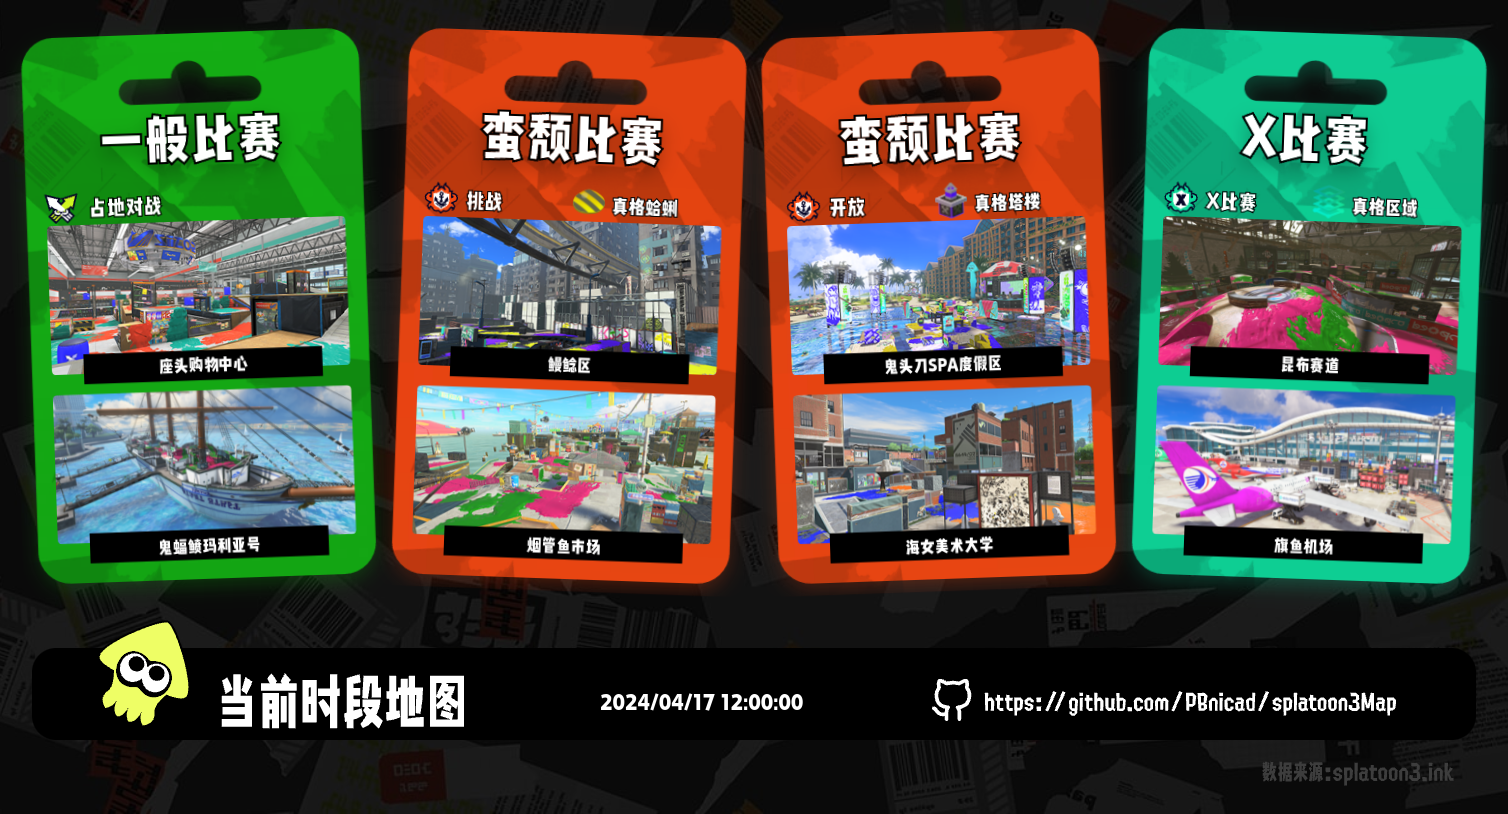 一般比赛
占地对战
座头购物中心
鬼蝠鲼玛利亚号
蛮颓比赛
挑战
真格蛤蜊
鳗鲶区
烟管鱼市场
蛮颓比赛
开放
真格塔楼
鬼头刀SPA度假区
海女美术大学
X比赛
X比赛
真格区域
昆布赛道
旗鱼机场
当前时段地图
2024/04/17 12:00:00
https://github.com/PBnicad/splatoon3Map
数据来源:splatoon3.ink